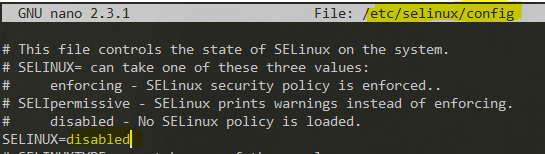 GNU nano 2.3.1 File: /etc/selinux/config
# This file controls the state of SELinux on the system.
# SELINUX= can take one of these three values:
# enforcing - SELinux security policy is enforced..
# SELIpermissive - SELinux prints warnings instead of enforcing.
# disabled - No SELinux policy is loaded.
SELINUX=disabled